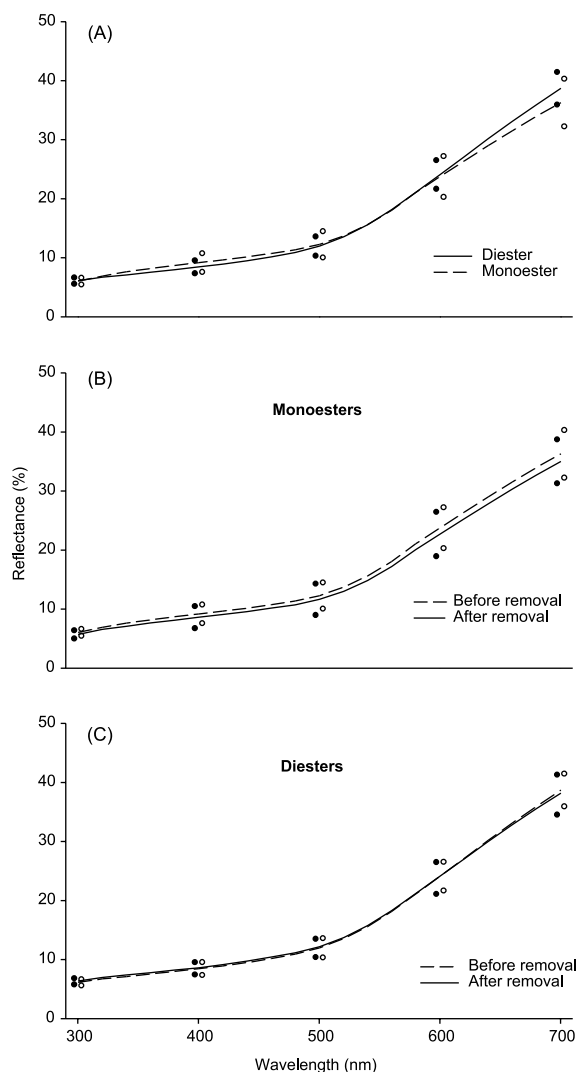 (A)
50
40
30
20
10
0
Diester
Monoester
(B)
Monoesters
50
40
30
20
10
0
Reflectance (%)
Before removal
After removal
(C)
Diesters
50
40
30
20
10
0
Before removal
After removal
300 400 500 600 700
Wavelength (nm)